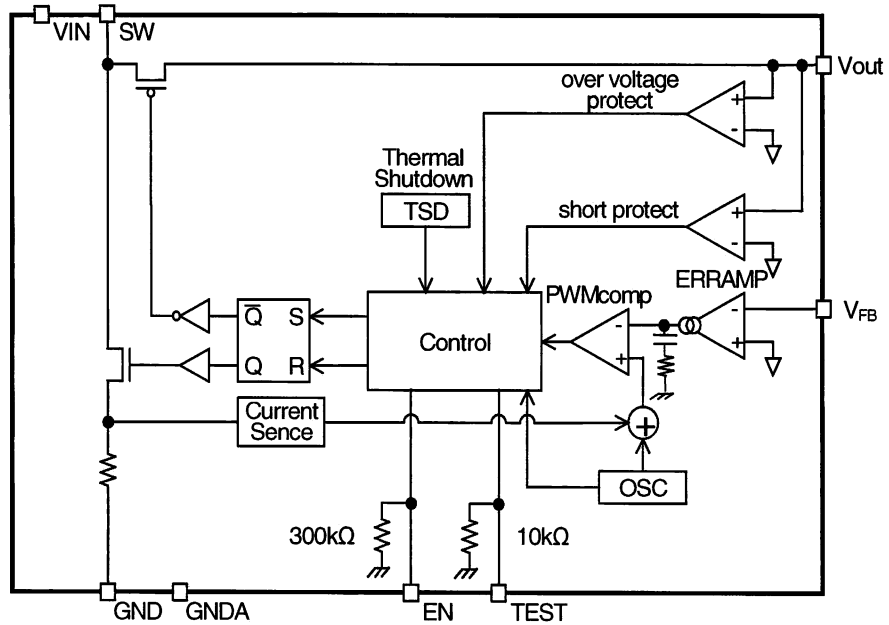 VIN
SW
Vout
over voltage
protect
+
-
Thermal
Shutdown
TSD
short protect
+
-
ERRAMP
PWMcomp
VFB
Q̅
S
Q
R
Control
-
+
-
+
Current
Sence
+
OSC
300kΩ
10kΩ
GND
GNDA
EN
TEST